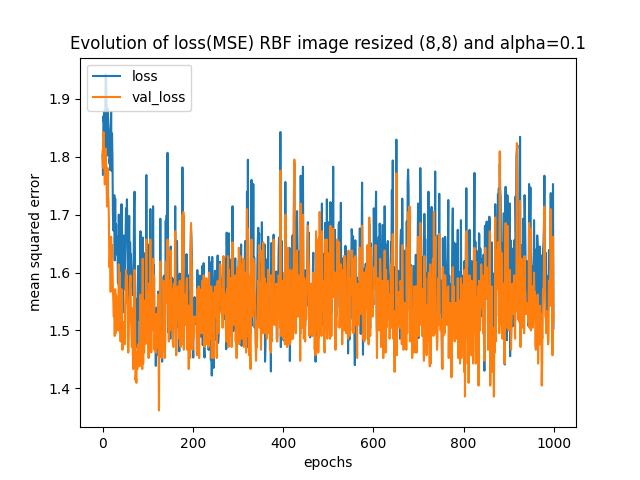 Evolution of loss(MSE) RBF image resized (8,8) and alpha=0.1
loss
val_loss
mean squared error
1.9
1.8
1.7
1.6
1.5
1.4
0 200 400 600 800 1000
epochs